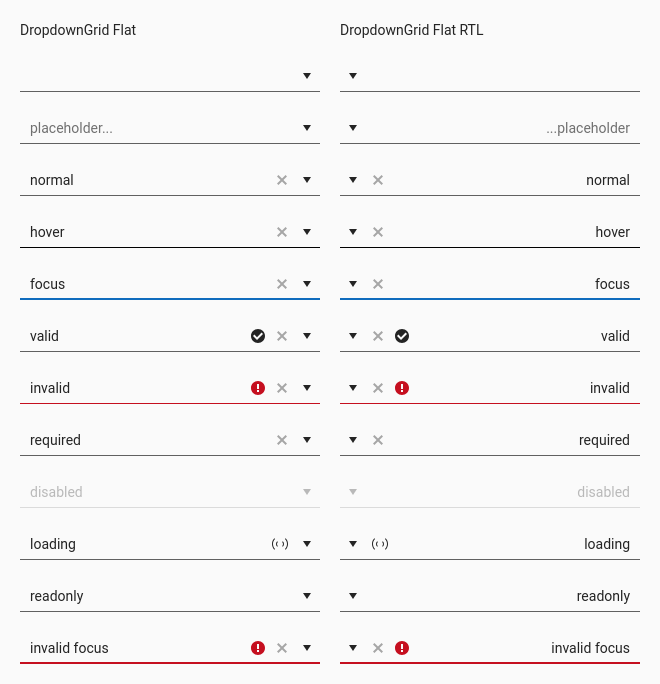 DropdownGrid Flat
placeholder...
normal
hover
focus
valid
invalid
required
disabled
loading
readonly
invalid focus
DropdownGrid Flat RTL
...placeholder
normal
hover
focus
valid
invalid
required
disabled
loading
readonly
invalid focus